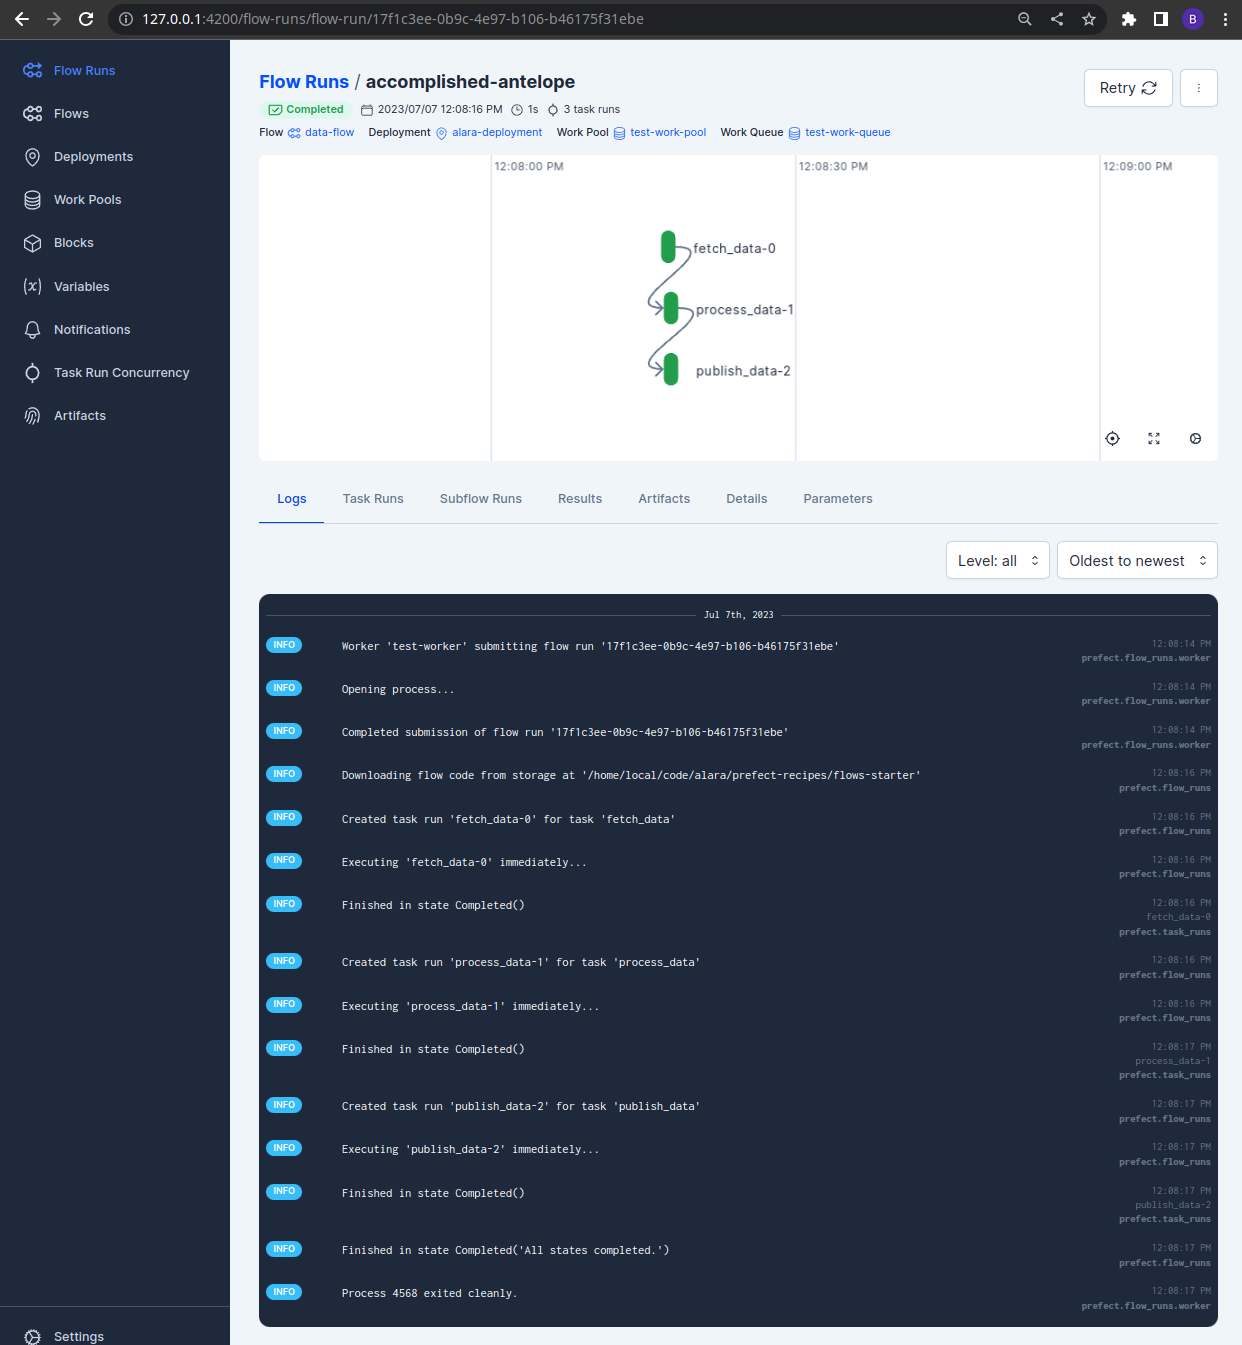 127.0.0.1:4200/flow-runs/flow-run/17f1c3ee-0b9c-4e97-b106-b46175f31ebe
B
Flow Runs
Flows
Deployments
Work Pools
Blocks
(x) Variables
Notifications
Task Run Concurrency
Artifacts
Settings
Flow Runs / accomplished-antelope
Retry
Completed 2023/07/07 12:08:16 PM 1s 3 task runs
Flow data-flow Deployment alara-deployment Work Pool test-work-pool Work Queue test-work-queue
12:08:00 PM 12:08:30 PM 12:09:00 PM
fetch_data-0
process_data-1
publish_data-2
Logs Task Runs Subflow Runs Results Artifacts Details Parameters
Level: all Oldest to newest
Jul 7th, 2023
INFO Worker 'test-worker' submitting flow run '17f1c3ee-0b9c-4e97-b106-b46175f31ebe' 12:08:14 PM
prefect.flow_runs.worker
INFO Opening process... 12:08:14 PM
prefect.flow_runs.worker
INFO Completed submission of flow run '17f1c3ee-0b9c-4e97-b106-b46175f31ebe' 12:08:14 PM
prefect.flow_runs.worker
INFO Downloading flow code from storage at '/home/local/code/alara/prefect-recipes/flows-starter' 12:08:16 PM
prefect.flow_runs
INFO Created task run 'fetch_data-0' for task 'fetch_data' 12:08:16 PM
prefect.flow_runs
INFO Executing 'fetch_data-0' immediately... 12:08:16 PM
prefect.flow_runs
INFO Finished in state Completed() 12:08:16 PM
fetch_data-0
prefect.task_runs
INFO Created task run 'process_data-1' for task 'process_data' 12:08:16 PM
prefect.flow_runs
INFO Executing 'process_data-1' immediately... 12:08:16 PM
prefect.flow_runs
INFO Finished in state Completed() 12:08:17 PM
process_data-1
prefect.task_runs
INFO Created task run 'publish_data-2' for task 'publish_data' 12:08:17 PM
prefect.flow_runs
INFO Executing 'publish_data-2' immediately... 12:08:17 PM
prefect.flow_runs
INFO Finished in state Completed() 12:08:17 PM
publish_data-2
prefect.task_runs
INFO Finished in state Completed('All states completed.') 12:08:17 PM
prefect.flow_runs
INFO Process 4568 exited cleanly. 12:08:17 PM
prefect.flow_runs.worker